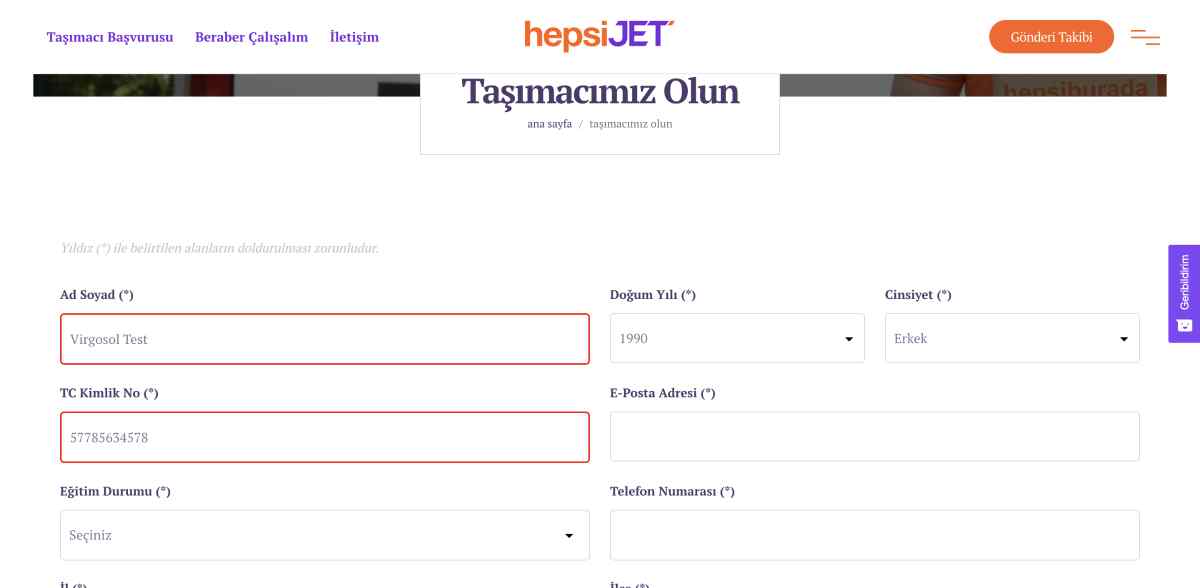 Taşımacı Başvurusu Beraber Çalışalım İletişim
hepsiJET
Gönderi Takibi
hepsiburada
Taşımacımız Olun
ana sayfa / taşımacımız olun
Yıldız (*) ile belirtilen alanların doldurulması zorunludur.
Geribildirim
Ad Soyad (*) Doğum Yılı (*) Cinsiyet (*)
Virgosol Test 1990 Erkek
TC Kimlik No (*) E-Posta Adresi (*)
57785634578
Eğitim Durumu (*) Telefon Numarası (*)
Seçiniz
İl (*) İlçe (*)